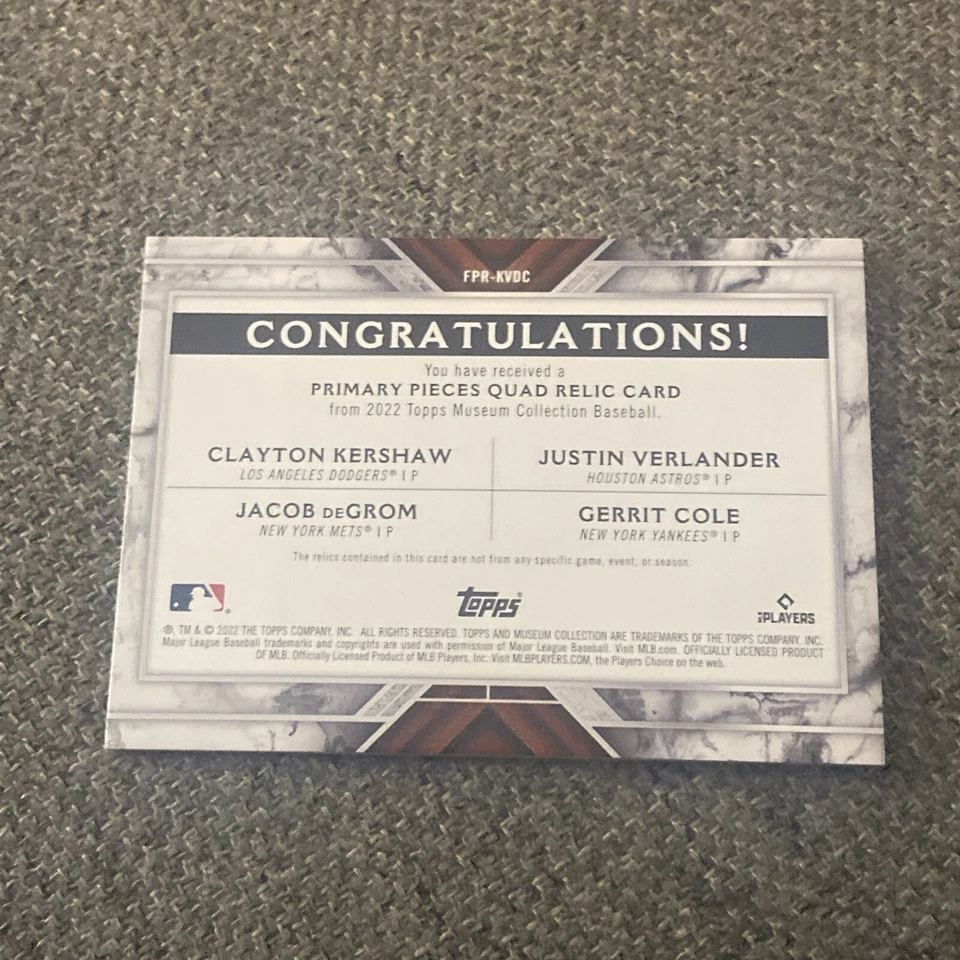 FPR-KVDC
CONGRATULATIONS!
You have received a
PRIMARY PIECES QUAD RELIC CARD
from 2022 Topps Museum Collection Baseball.
CLAYTON KERSHAW
LOS ANGELES DODGERS® | P
JUSTIN VERLANDER
HOUSTON ASTROS® | P
JACOB DEGROM
NEW YORK METS® | P
GERRIT COLE
NEW YORK YANKEES® | P
The relics contained in this card are not from any specific game, event, or season.
Topps®
MLB PLAYERS
®, TM & © 2022 THE TOPPS COMPANY, INC. ALL RIGHTS RESERVED. TOPPS AND MUSEUM COLLECTION ARE TRADEMARKS OF THE TOPPS COMPANY, INC.
Major League Baseball trademarks and copyrights are used with permission of Major League Baseball. Visit MLB.com. OFFICIALLY LICENSED PRODUCT
OF MLB. Officially Licensed Product of MLB Players, Inc. Visit MLBPLAYERS.COM, the Players Choice on the web.